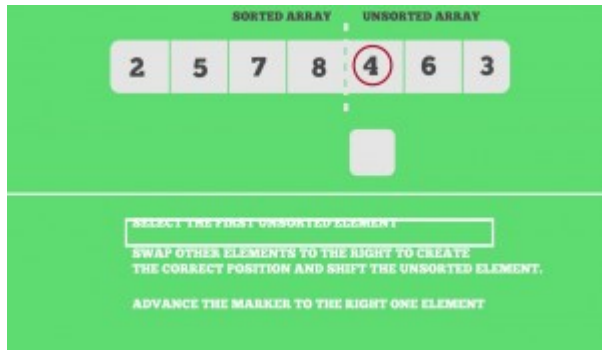 SORTED ARRAY UNSORTED ARRAY
2 5 7 8 4 6 3
SELECT THE FIRST UNSORTED ELEMENT
SWAP OTHER ELEMENTS TO THE RIGHT TO CREATE
THE CORRECT POSITION AND SHIFT THE UNSORTED ELEMENT.
ADVANCE THE MARKER TO THE RIGHT ONE ELEMENT